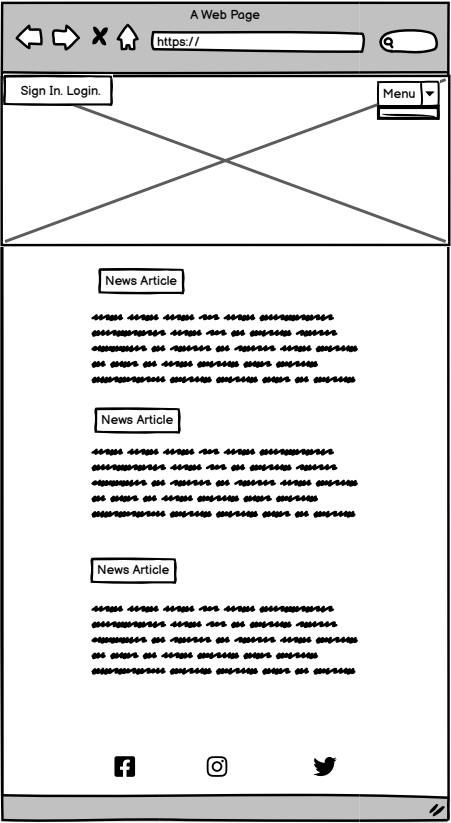 A Web Page
https://
Sign In. Login.
Menu
News Article
News Article
News Article